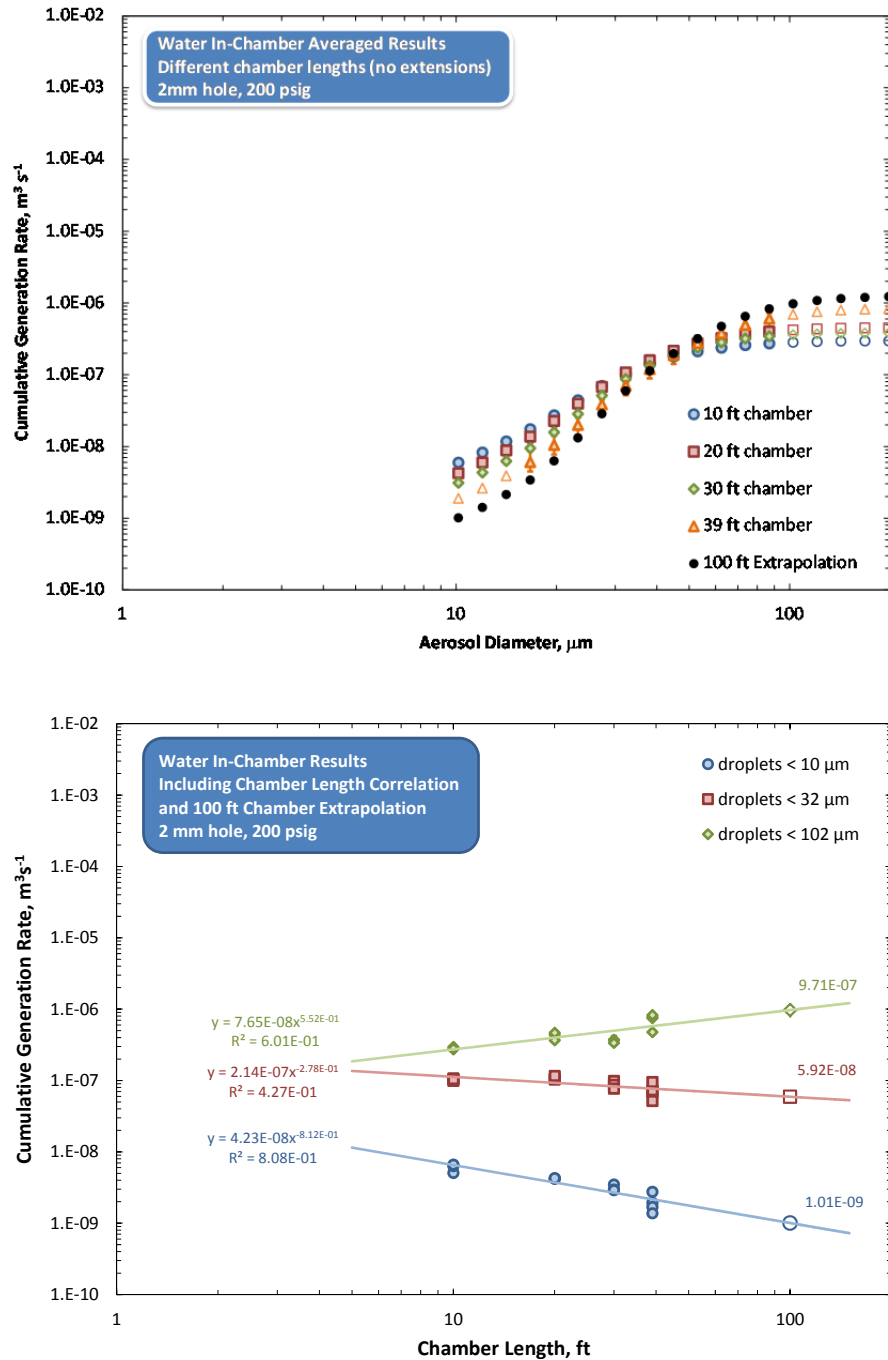 Water In-Chamber Averaged Results
Different chamber lengths (no extensions)
2mm hole, 200 psig
Cumulative Generation Rate, m³ s⁻¹
1.0E-02
1.0E-03
1.0E-04
1.0E-05
1.0E-06
1.0E-07
1.0E-08
1.0E-09
1.0E-10
10 ft chamber
20 ft chamber
30 ft chamber
39 ft chamber
100 ft Extrapolation
1
10
100
Aerosol Diameter, µm
Water In-Chamber Results
Including Chamber Length Correlation
and 100 ft Chamber Extrapolation
2 mm hole, 200 psig
droplets < 10 µm
droplets < 32 µm
droplets < 102 µm
Cumulative Generation Rate, m³s⁻¹
1.E-02
1.E-03
1.E-04
1.E-05
1.E-06
1.E-07
1.E-08
1.E-09
1.E-10
9.71E-07
y = 7.65E-08x^5.52E-01
R² = 6.01E-01
5.92E-08
y = 2.14E-07x^-2.78E-01
R² = 4.27E-01
y = 4.23E-08x^-8.12E-01
R² = 8.08E-01
1.01E-09
1
10
100
Chamber Length, ft